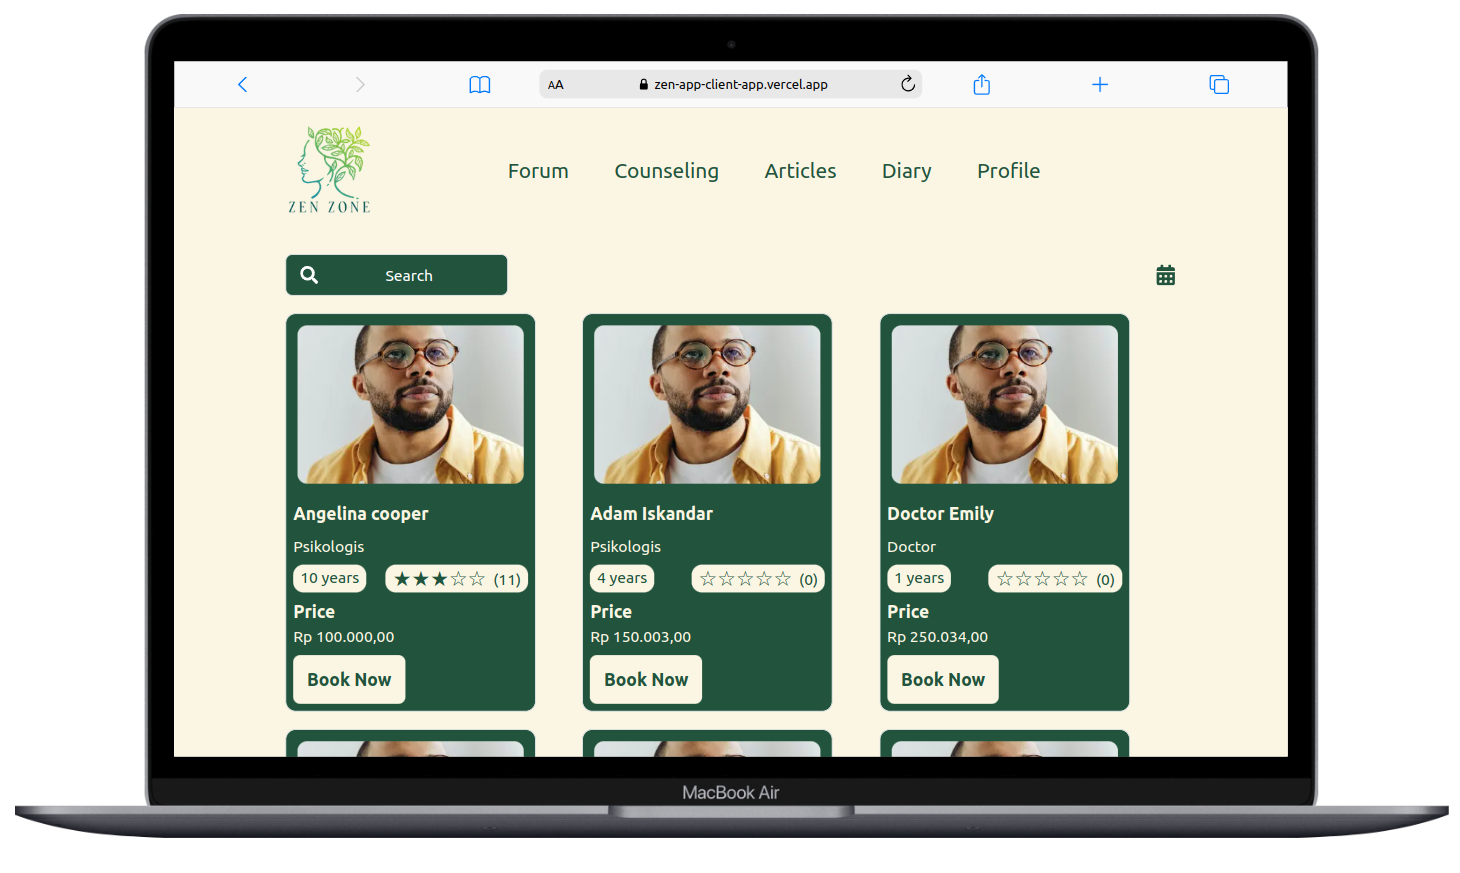 AA zen-app-client-app.vercel.app
ZEN ZONE
Forum Counseling Articles Diary Profile
Search
Angelina cooper
Psikologis
10 years ★★★☆☆ (11)
Price
Rp 100.000,00
Book Now
Adam Iskandar
Psikologis
4 years ☆☆☆☆☆ (0)
Price
Rp 150.003,00
Book Now
Doctor Emily
Doctor
1 years ☆☆☆☆☆ (0)
Price
Rp 250.034,00
Book Now
MacBook Air